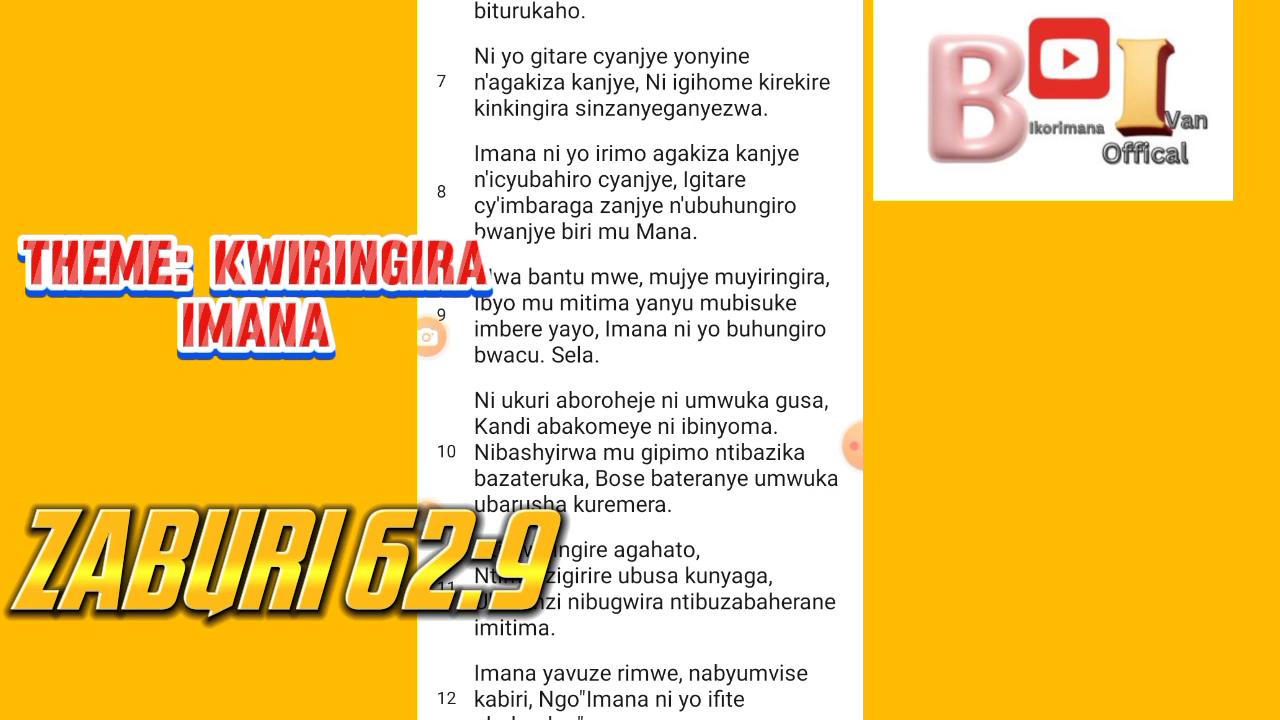 biturukaho.
Ni yo gitare cyanjye yonyine
7 n'agakiza kanjye, Ni igihome kirekire
kinkingira sinzanyeganyezwa.
Imana ni yo irimo agakiza kanjye
n'icyubahiro cyanjye, Igitare
8 cy'imbaraga zanjye n'ubuhungiro
bwanjye biri mu Mana.
bantu mwe, mujye muyiringira,
Ibyo mu mitima yanyu mubisuke
9 imbere yayo, Imana ni yo buhungiro
bwacu. Sela.
Ni ukuri aboroheje ni umwuka gusa,
Kandi abakomeye ni ibinyoma.
10 Nibashyirwa mu gipimo ntibazika
bazateruka, Bose bateranye umwuka
ubarusha kuremera.
agahato,
11 ubusa kunyaga,
nibugwira ntibuzabaherane
imitima.
Imana yavuze rimwe, nabyumvise
12 kabiri, Ngo"Imana ni yo ifite
THEME: KWIRINGIRA
IMANA
ZABURI 62:9
B I
Ikorimana Van
Offical